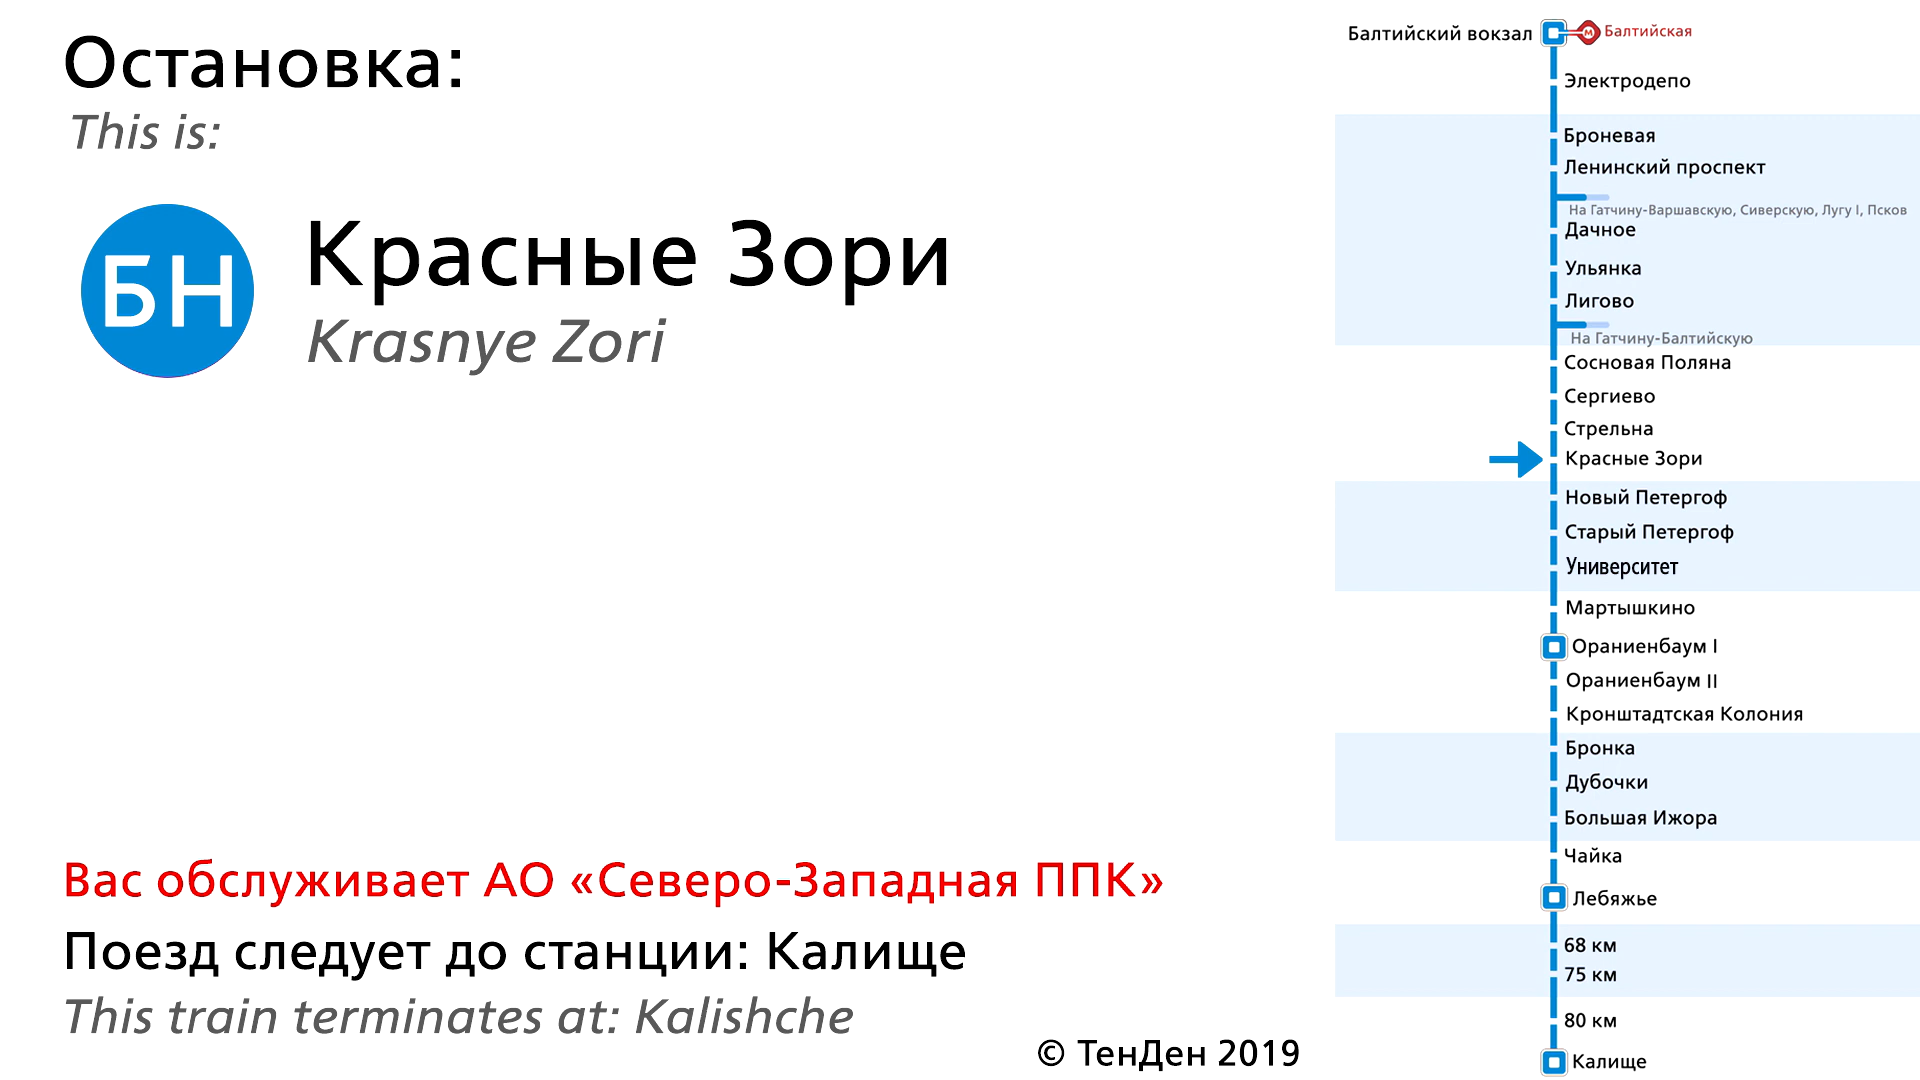 Остановка:
This is:
БН
Красные Зори
Krasnye Zori
Вас обслуживает АО «Северо-Западная ППК»
Поезд следует до станции: Калище
This train terminates at: Kalishche
© ТенДен 2019
Балтийский вокзал
М Балтийская
Электродепо
Броневая
Ленинский проспект
На Гатчину-Варшавскую, Сиверскую, Лугу I, Псков
Дачное
Ульянка
Лигово
На Гатчину-Балтийскую
Сосновая Поляна
Сергиево
Стрельна
Красные Зори
Новый Петергоф
Старый Петергоф
Университет
Мартышкино
Ораниенбаум I
Ораниенбаум II
Кронштадтская Колония
Бронка
Дубочки
Большая Ижора
Чайка
Лебяжье
68 км
75 км
80 км
Калище